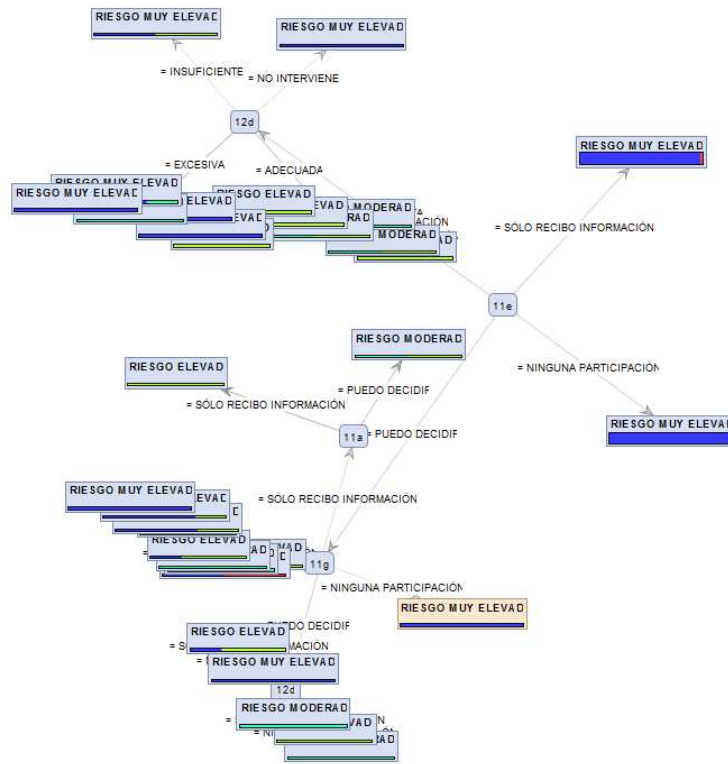 RIESGO MUY ELEVAD
RIESGO MUY ELEVAD
= INSUFICIENTE
= NO INTERVIENE
12d
RIESGO MUY ELEVAD
= EXCESIVA
= ADECUADA
RIESGO MUY ELEVAD
RIESGO MUY ELEVAD
RIESGO ELEVAD
MODERAD
MODERAD
= SÓLO RECIBO INFORMACIÓN
11e
RIESGO MODERAD
RIESGO ELEVAD
= NINGUNA PARTICIPACIÓN
= PUEDO DECIDIF
= SÓLO RECIBO INFORMACIÓN
RIESGO MUY ELEVAD
11a
= PUEDO DECIDIF
= SÓLO RECIBO INFORMACIÓN
RIESGO MUY ELEVAD
RIESGO ELEVAD
11g
= NINGUNA PARTICIPACIÓN
RIESGO MUY ELEVAD
RIESGO ELEVAD
RIESGO MUY ELEVAD
12d
RIESGO MODERAD